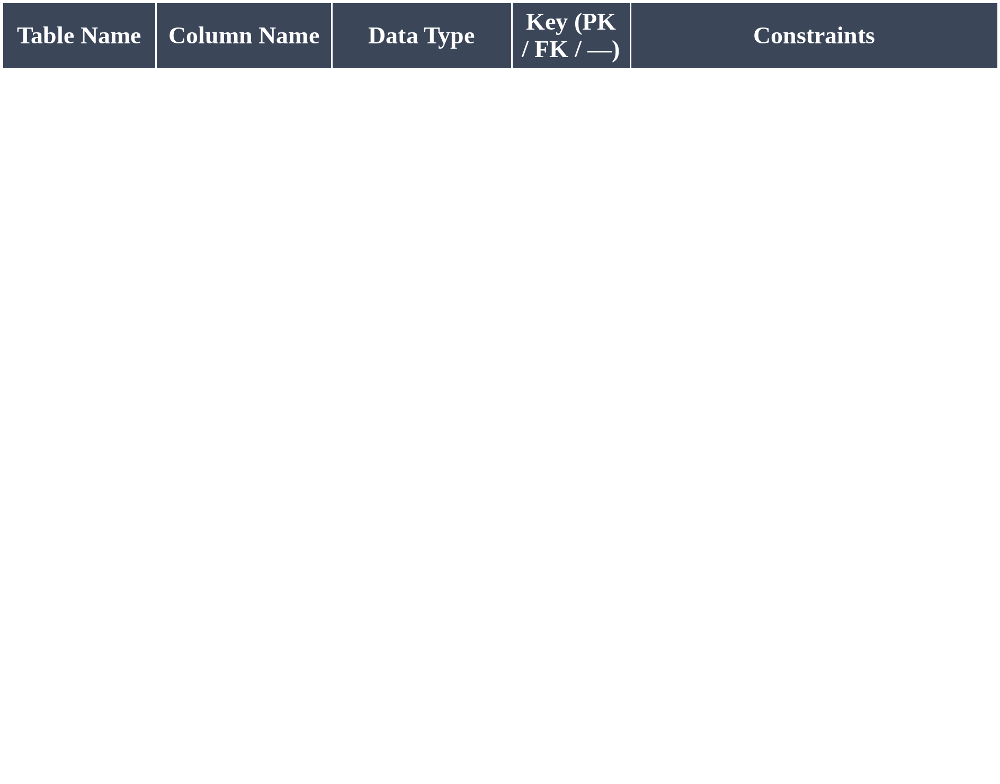 Table Name
Column Name
Data Type
Key (PK
/ FK / —)
Constraints